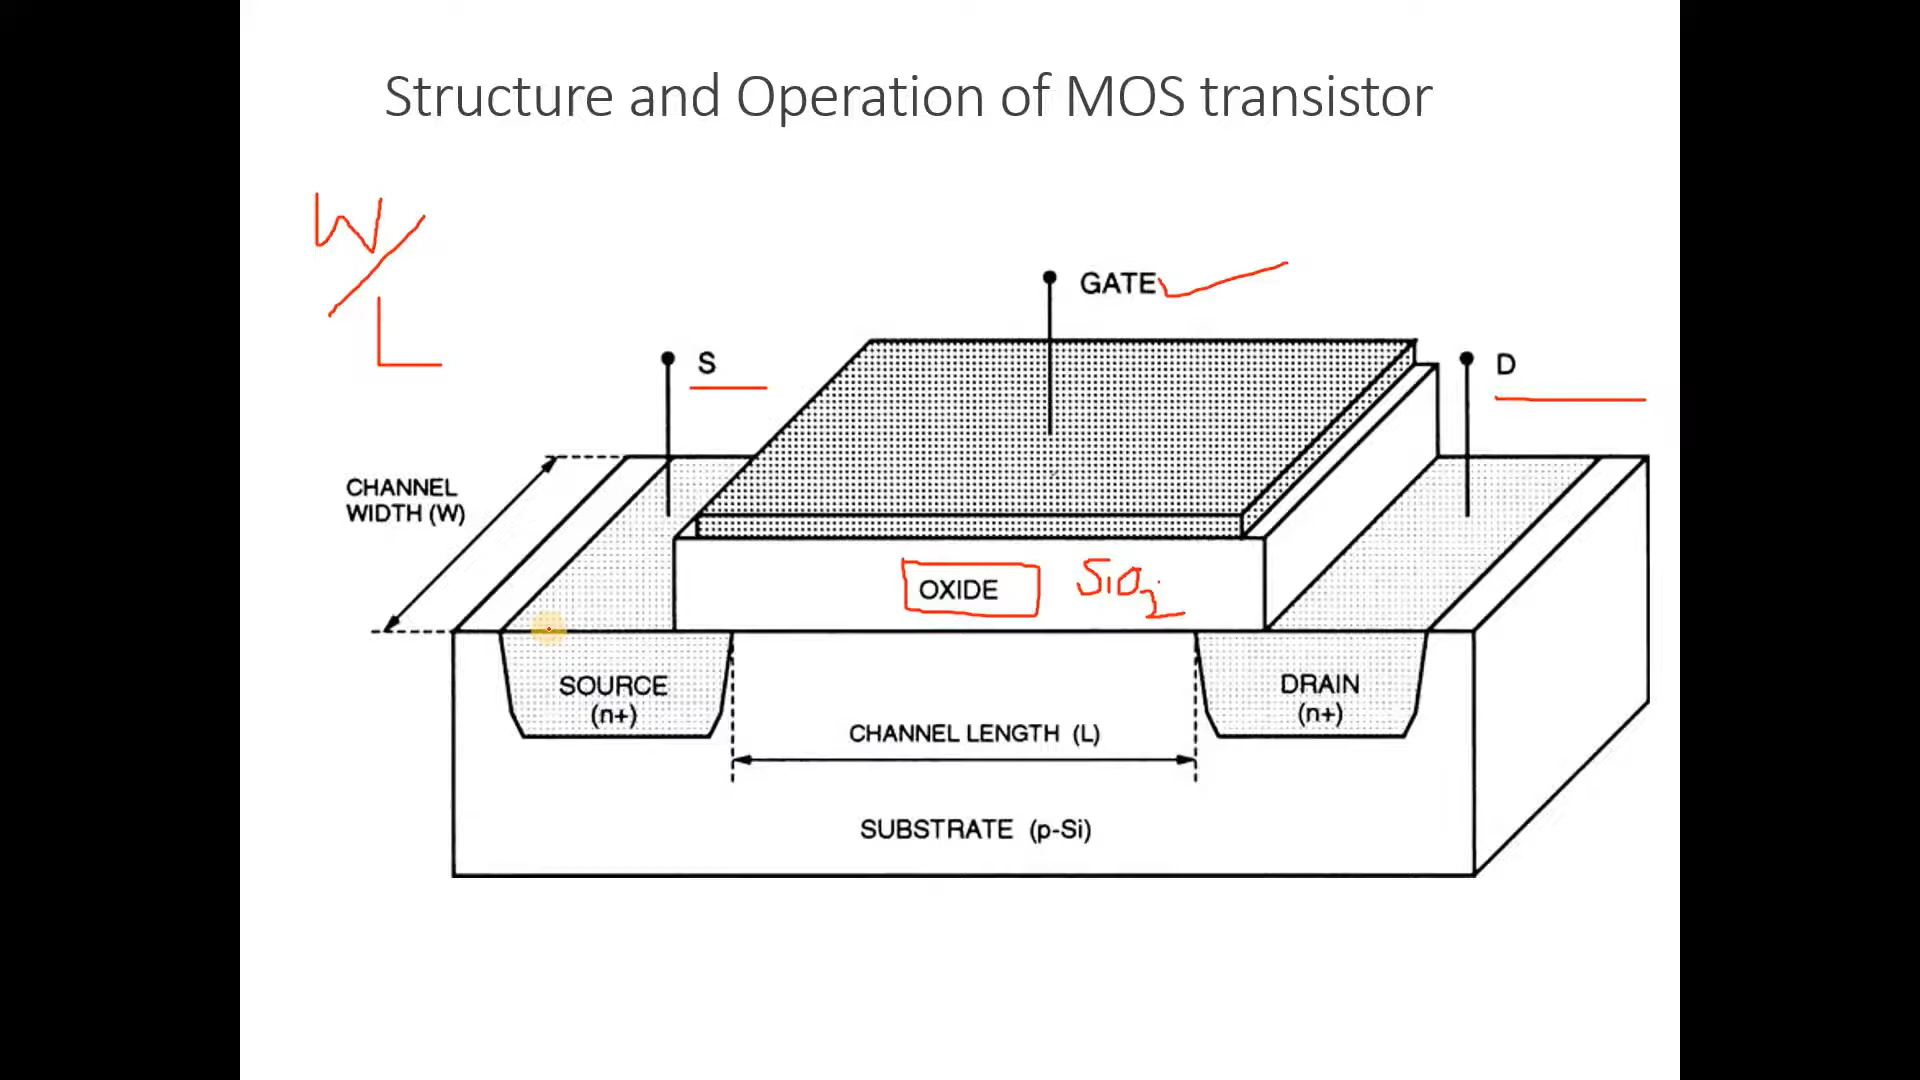 Structure and Operation of MOS transistor
W/L
GATE
S
D
CHANNEL
WIDTH (W)
OXIDE
SiO2
SOURCE
(n+)
DRAIN
(n+)
CHANNEL LENGTH (L)
SUBSTRATE (p-Si)